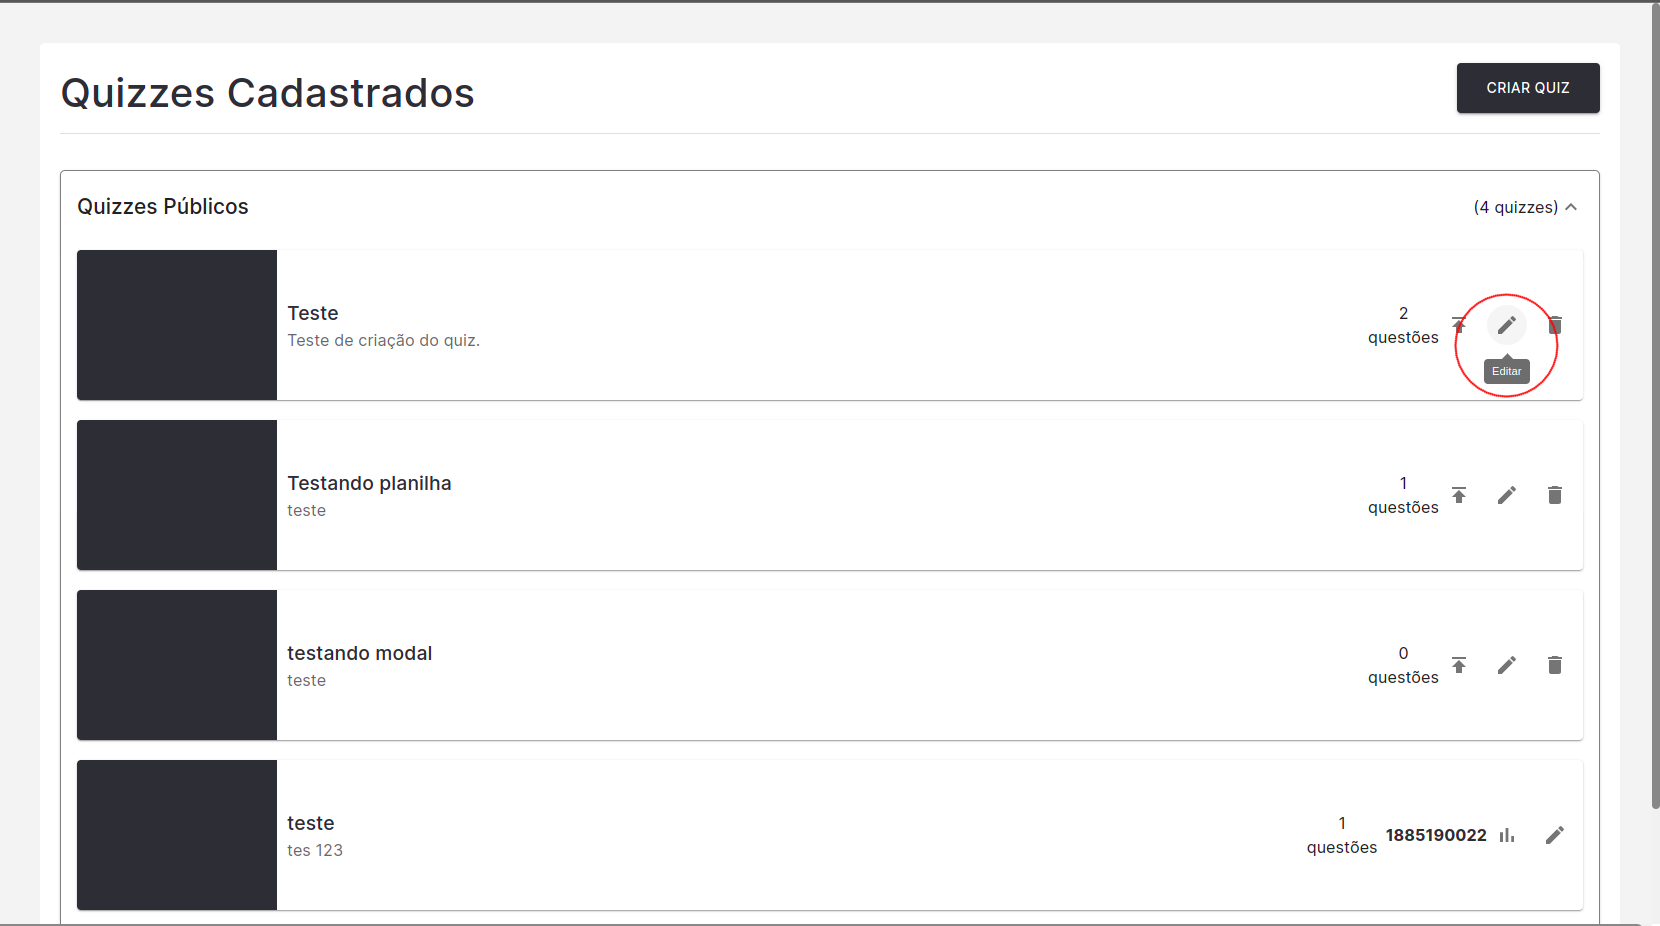 Quizzes Cadastrados
CRIAR QUIZ
Quizzes Públicos
(4 quizzes)
Teste
Teste de criação do quiz.
2
questões
Editar
Testando planilha
teste
1
questões
testando modal
teste
0
questões
teste
tes 123
1
questões
1885190022